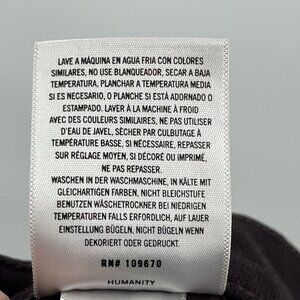 LAVE A MÁQUINA EN AGUA FRIA CON COLORES
SIMILARES, NO USE BLANQUEADOR, SECAR A BAJA
TEMPERATURA, PLANCHAR A TEMPERATURA MEDIA
SI ES NECESARIO, O PLANCHE SI ESTÁ ADORNADO O
ESTAMPADO. LAVER À LA MACHINE À FROID
AVEC DES COULEURS SIMILAIRES, NE PAS UTILISER
D'EAU DE JAVEL, SÈCHER PAR CULBUTAGE À
TEMPÉRATURE BASSE, SI NÉCESSAIRE, REPASSER
SUR RÉGLAGE MOYEN, SI DÉCORÉ OU IMPRIMÉ,
NE PAS REPASSER.
WASCHEN IN DER WASCHMASCHINE, IN KÄLTE MIT
GLEICHARTIGEN FARBEN, NICHT BLEICHSTUFE
BENUTZEN WÄSCHETROCKNER BEI NIEDRIGEN
TEMPERATUREN FALLS ERFORDLICH, AUF LAUER
EINSTELLUNG BÜGELN, NICHT BÜGELN WENN
DEKORIERT ODER GEDRUCKT.
RN# 109670
HUMANITY